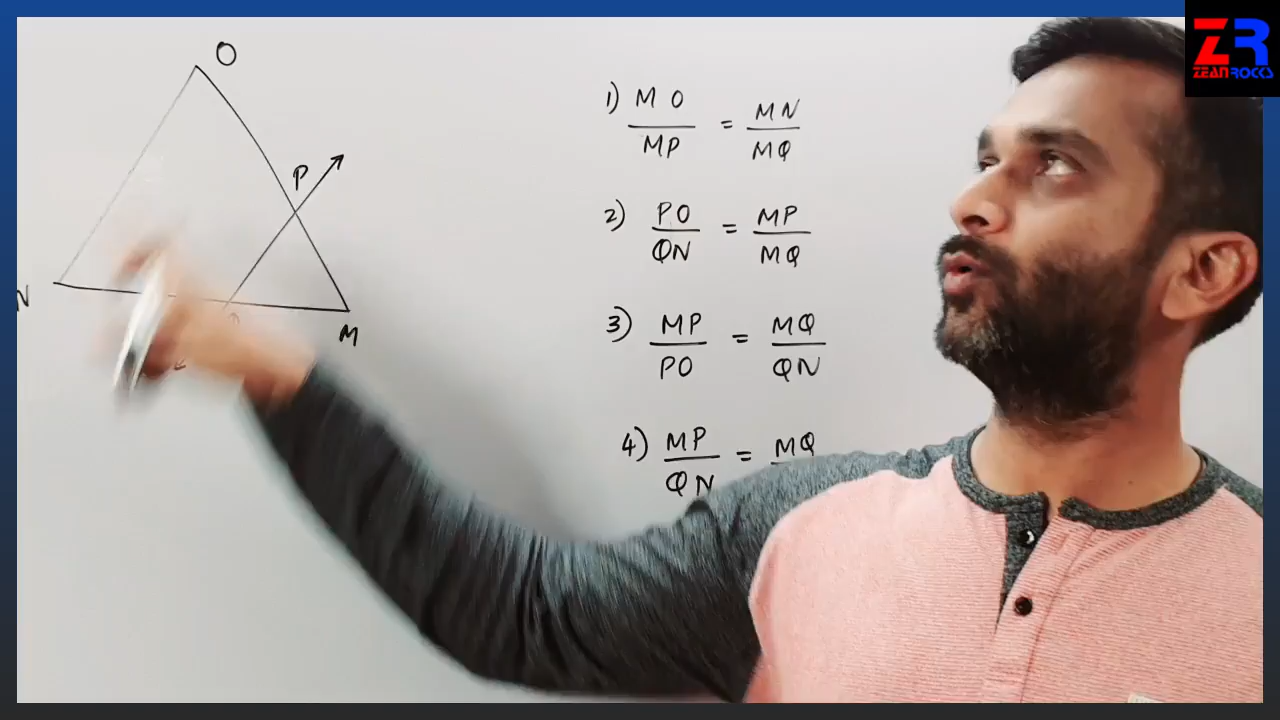 ZR
ZEAN ROCKS
O
P
N
M
1) MO / MP = MN / MQ
2) PO / QN = MP / MQ
3) MP / PO = MQ / QN
4) MP / QN = MQ